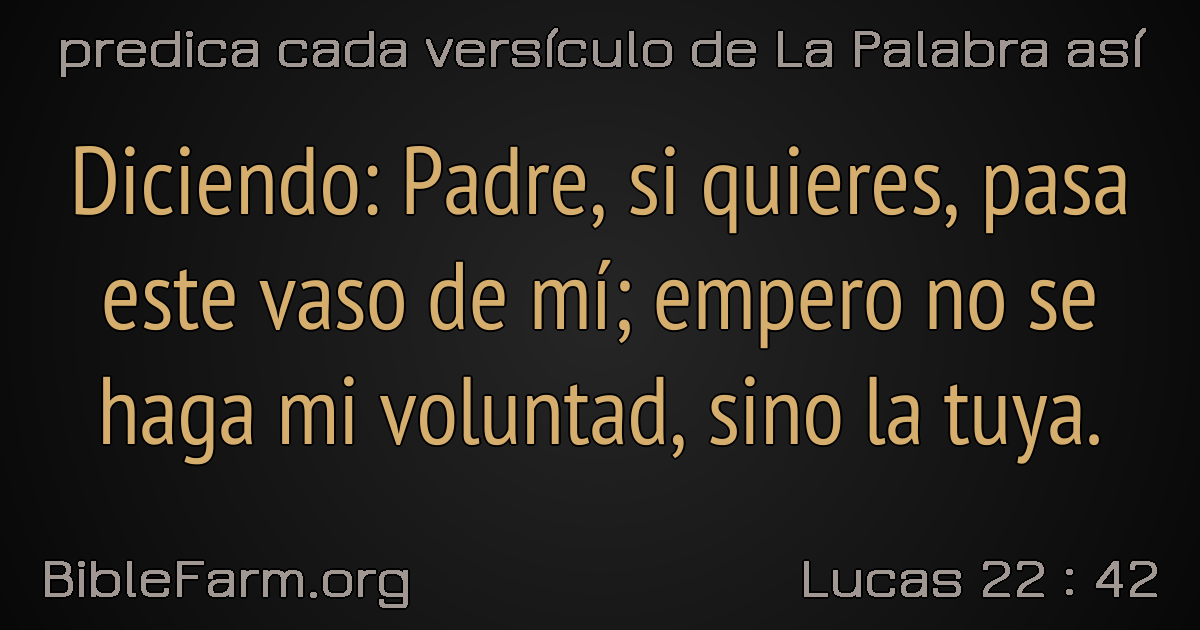 predica cada versículo de La Palabra así
Diciendo: Padre, si quieres, pasa
este vaso de mí; empero no se
haga mi voluntad, sino la tuya.
BibleFarm.org
Lucas 22 : 42